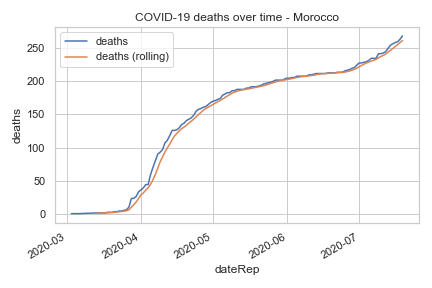 COVID-19 deaths over time - Morocco
deaths
deaths (rolling)
250
200
150
100
50
0
deaths
2020-03
2020-04
2020-05
2020-06
2020-07
dateRep